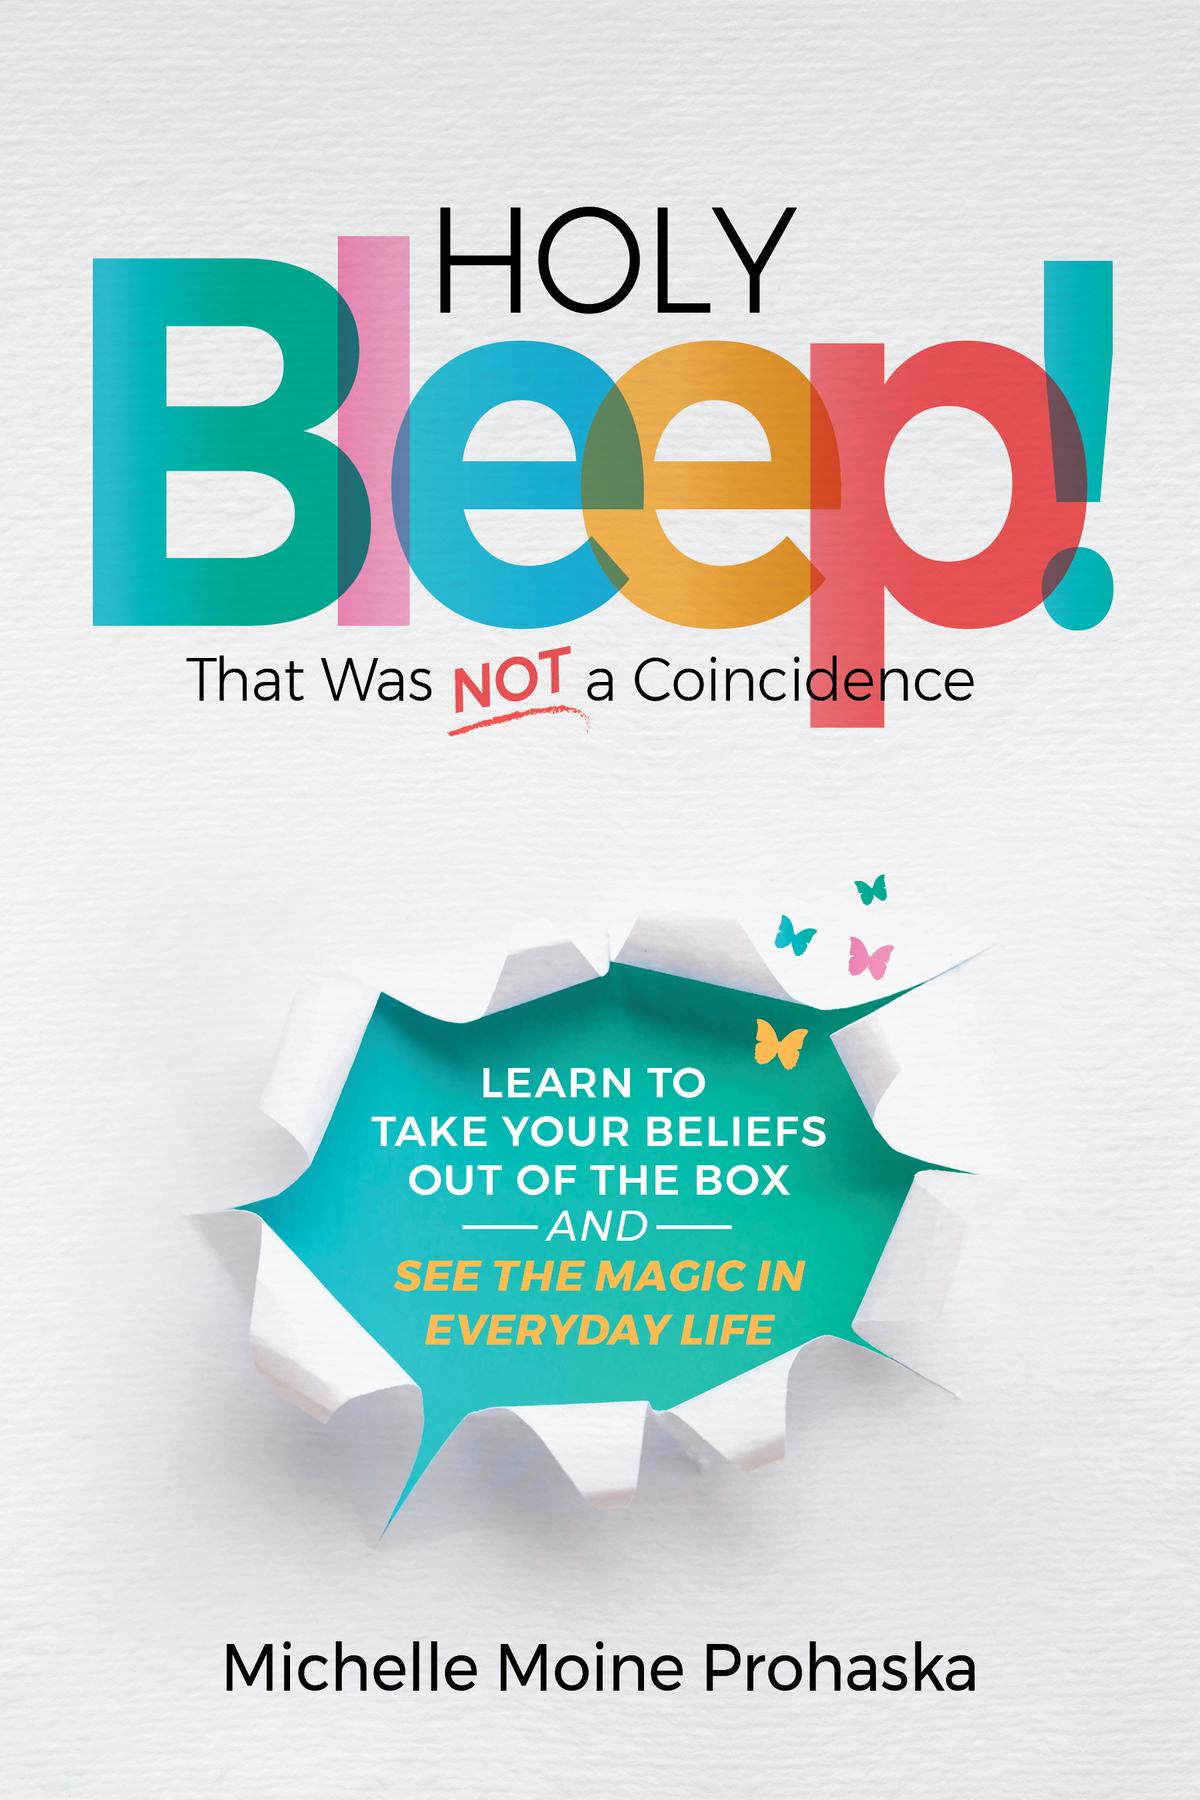 HOLY
Bleep!
That Was NOT a Coincidence
LEARN TO
TAKE YOUR BELIEFS
OUT OF THE BOX
AND
SEE THE MAGIC IN
EVERYDAY LIFE
Michelle Moine Prohaska